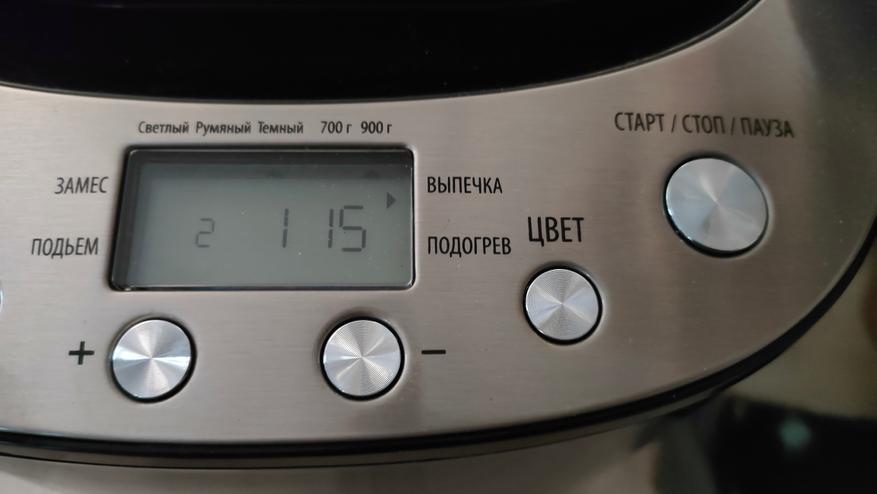 Светлый Румяный Темный 700 г 900 г
СТАРТ / СТОП / ПАУЗА
ЗАМЕС
ВЫПЕЧКА
2 1 15
ПОДЪЕМ
ПОДОГРЕВ
ЦВЕТ
+
−